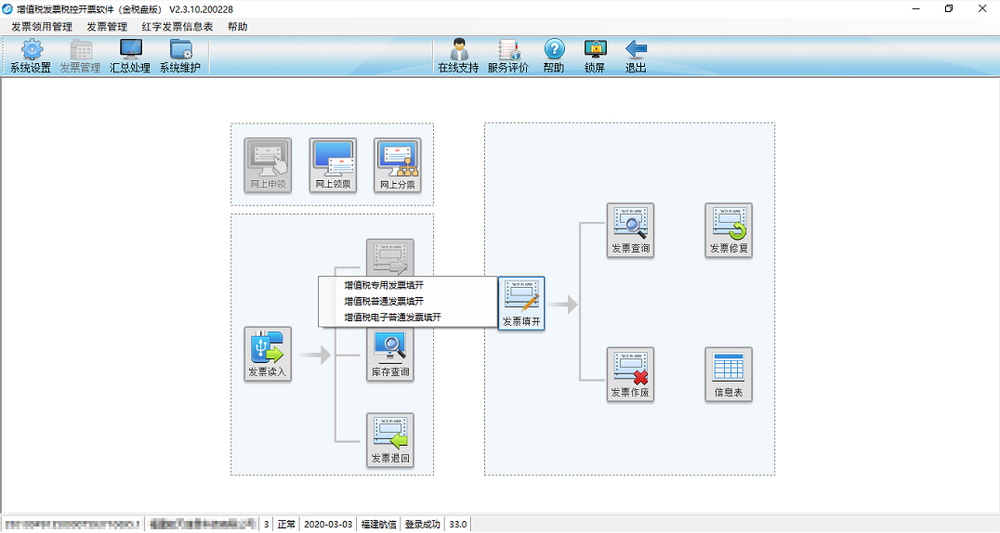 增值税发票税控开票软件（金税盘版） V2.3.10.200228
发票领用管理 发票管理 红字发票信息表 帮助
系统设置 发票管理 汇总处理 系统维护 在线支持 服务评价 帮助 锁屏 退出
网上申领 网上领票 网上分票
发票查询 发票修复
增值税专用发票填开
增值税普通发票填开
增值税电子普通发票填开
发票填开
发票读入 库存查询
发票作废 信息表
发票退回
3 正常 2020-03-03 福建航信 登录成功 33.0